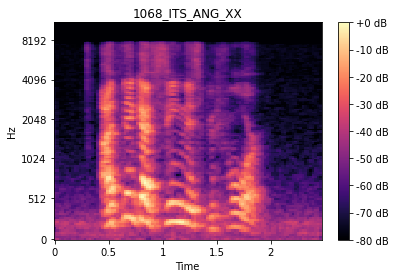 1068_ITS_ANG_XX
+0 dB
8192
-10 dB
4096
-20 dB
-30 dB
2048
-40 dB
Hz
1024
-50 dB
512
-60 dB
-70 dB
0
-80 dB
0 0.5 1 1.5 2
Time